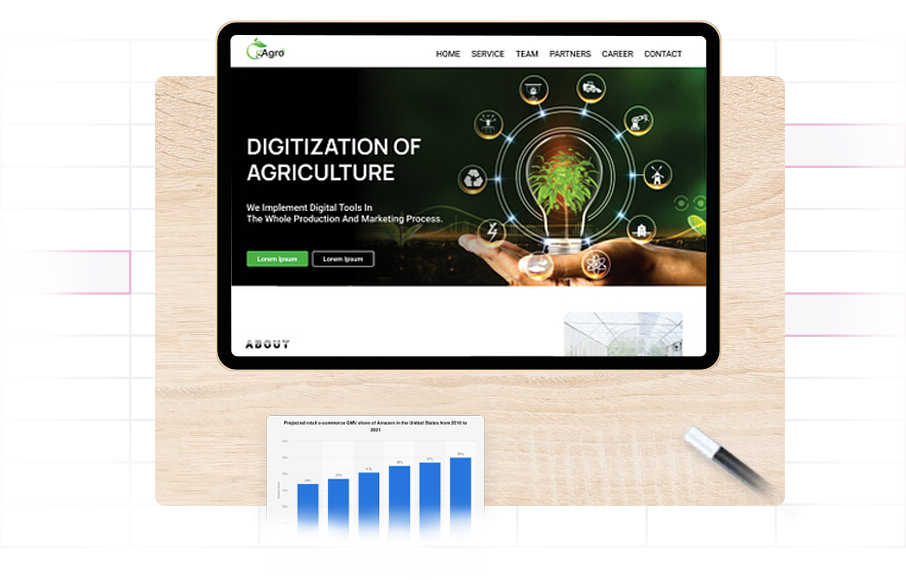 Agro
HOME SERVICE TEAM PARTNERS CAREER CONTACT
DIGITIZATION OF
AGRICULTURE
We Implement Digital Tools In
The Whole Production And Marketing Process.
Lorem Ipsum Lorem Ipsum
ABOUT
Projected retail e-commerce GMV share of Amazon in the United States from 2016 to
2021